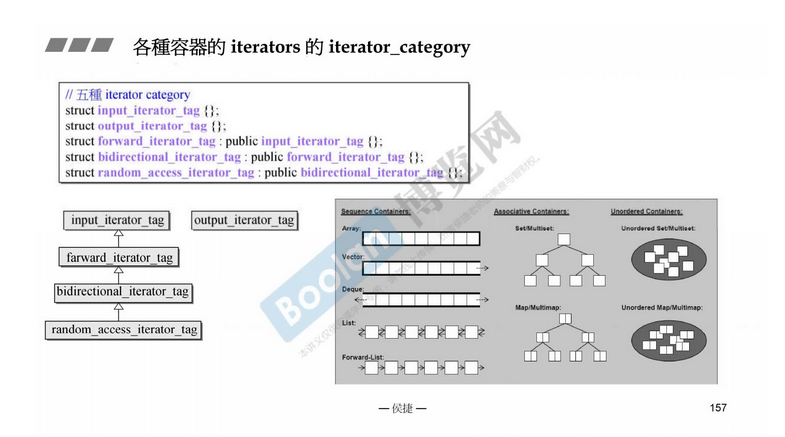 各種容器的 iterators 的 iterator_category
// 五種 iterator category
struct input_iterator_tag {};
struct output_iterator_tag {};
struct forward_iterator_tag : public input_iterator_tag {};
struct bidirectional_iterator_tag : public forward_iterator_tag {};
struct random_access_iterator_tag : public bidirectional_iterator_tag {};
input_iterator_tag
output_iterator_tag
farward_iterator_tag
bidirectional_iterator_tag
random_access_iterator_tag
Sequence Containers:
Array:
Vector:
Deque:
List:
Forward-List:
Associative Containers:
Set/Multiset:
Map/Multimap:
Unordered Containers:
Unordered Set/Multiset:
Unordered Map/Multimap:
Boolan 博览网
— 侯捷 —
157